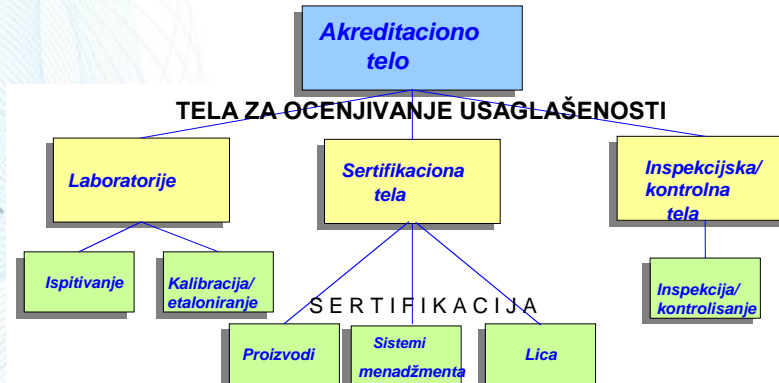 Akreditaciono
telo
TELA ZA OCENJIVANJE USAGLAŠENOSTI
Laboratorije
Sertifikaciona
tela
Inspekcijska/
kontrolna
tela
Ispitivanje
Kalibracija/
etaloniranje
Inspekcija/
kontrolisanje
SERTIFIKACIJA
Proizvodi
Sistemi
menadžmenta
Lica